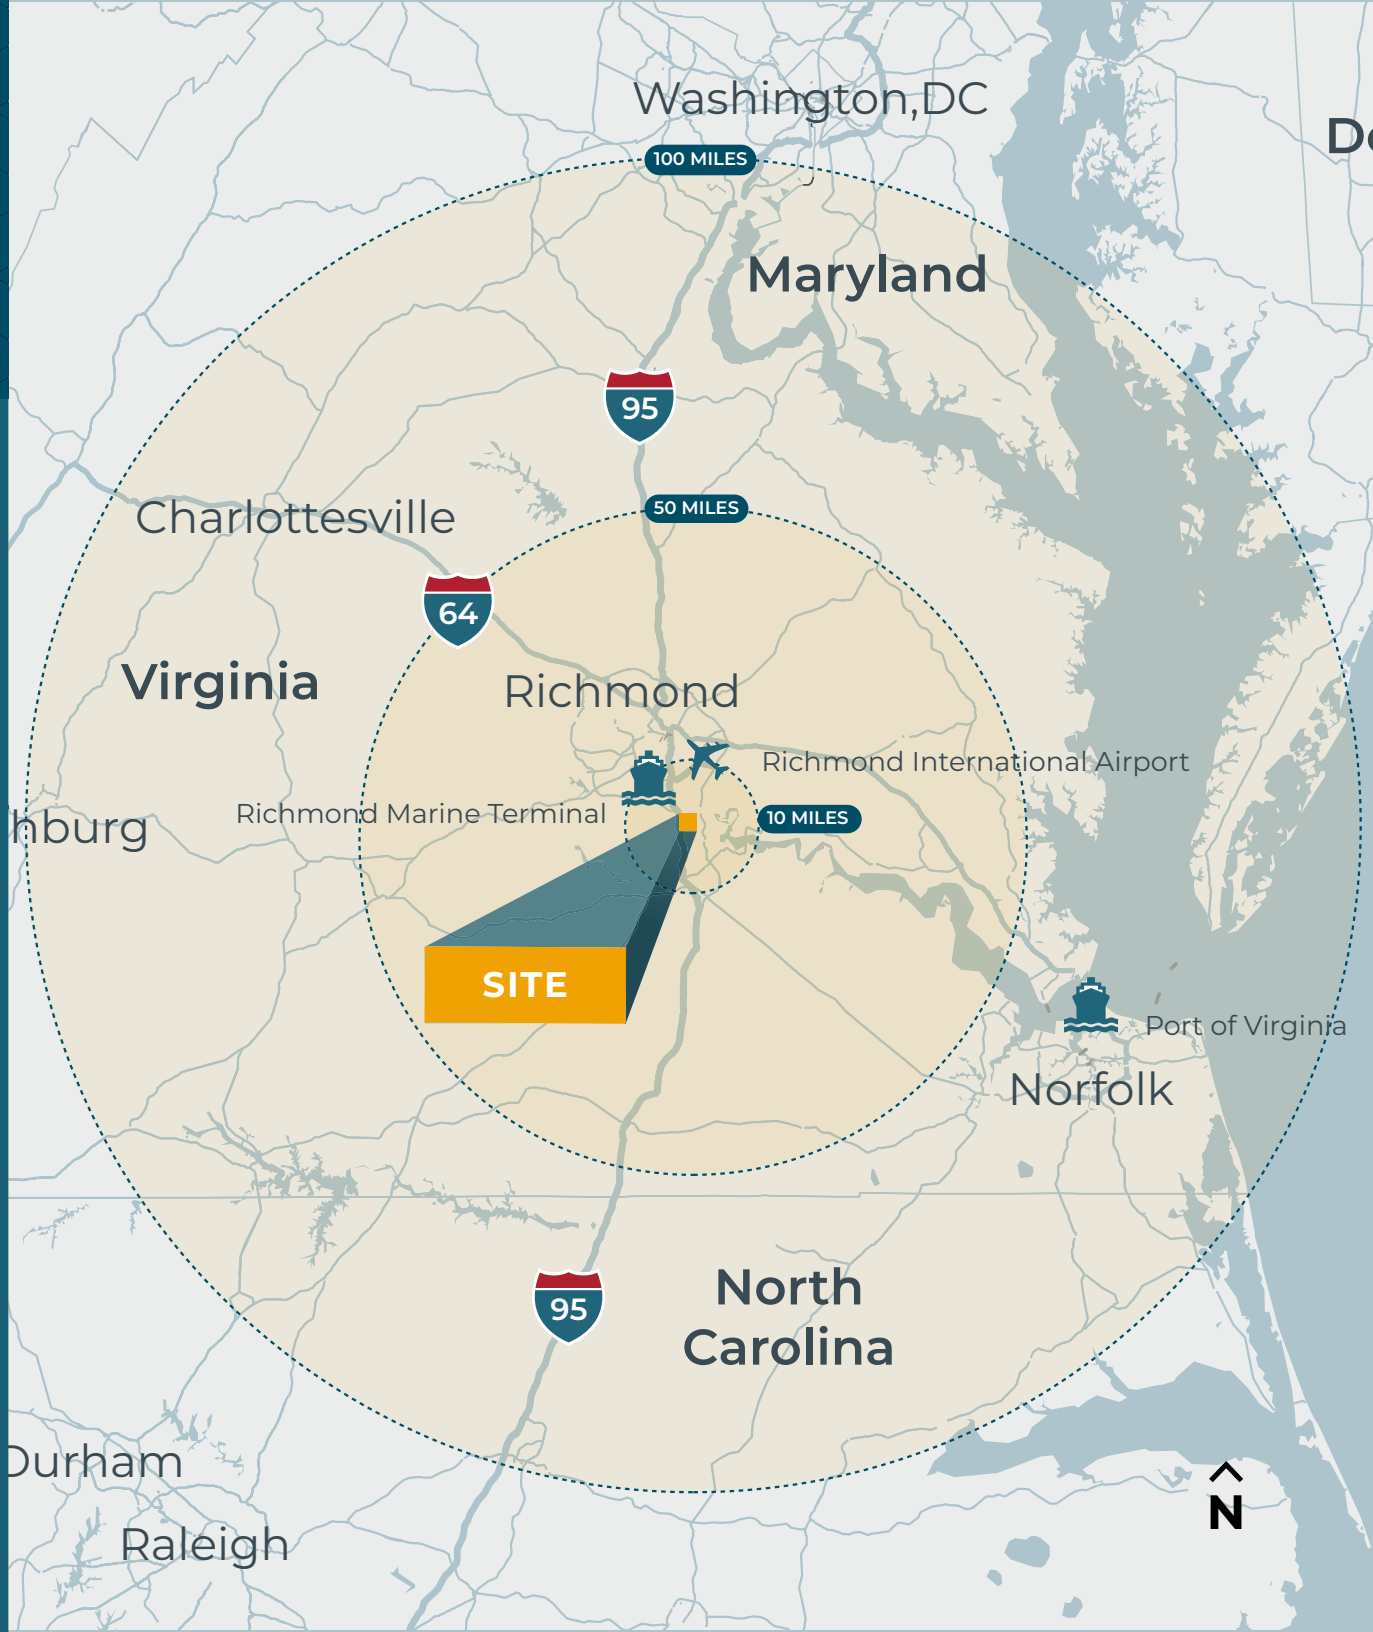 Washington,DC
De
100 MILES
Maryland
95
50 MILES
Charlottesville
64
Virginia
Richmond
Richmond International Airport
Richmond Marine Terminal
10 MILES
hburg
SITE
Port of Virginia
Norfolk
North
Carolina
95
Durham
N
Raleigh